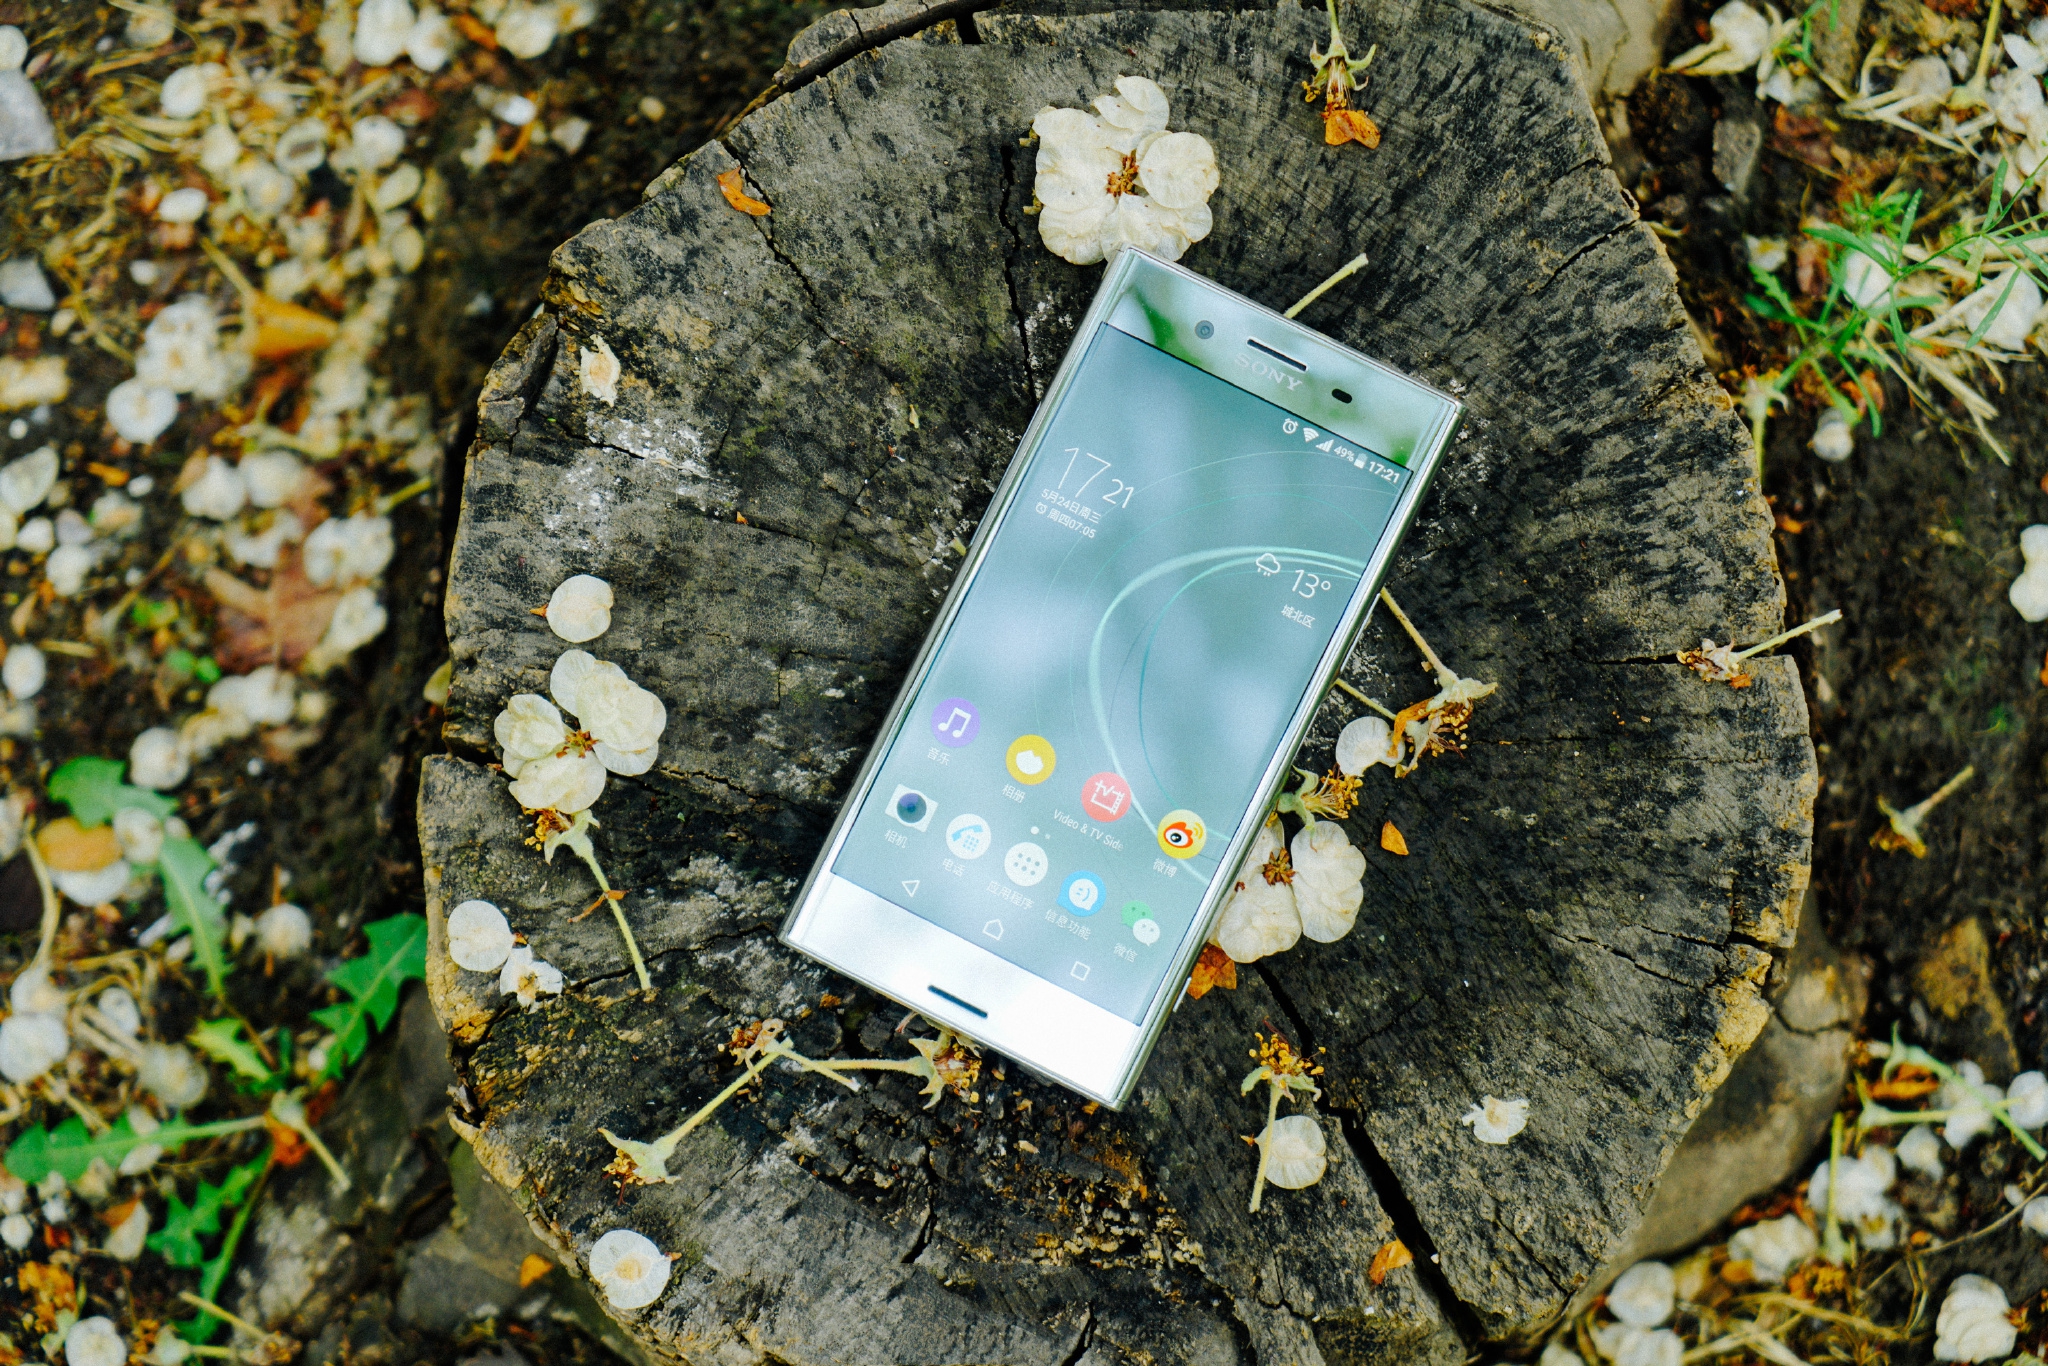 SONY
49% 17:21
17 21
5月24日周三
周四07:05
13°
城北区
音乐
相册
Video & TV Side
微博
相机
电话
应用程序
信息功能
微信